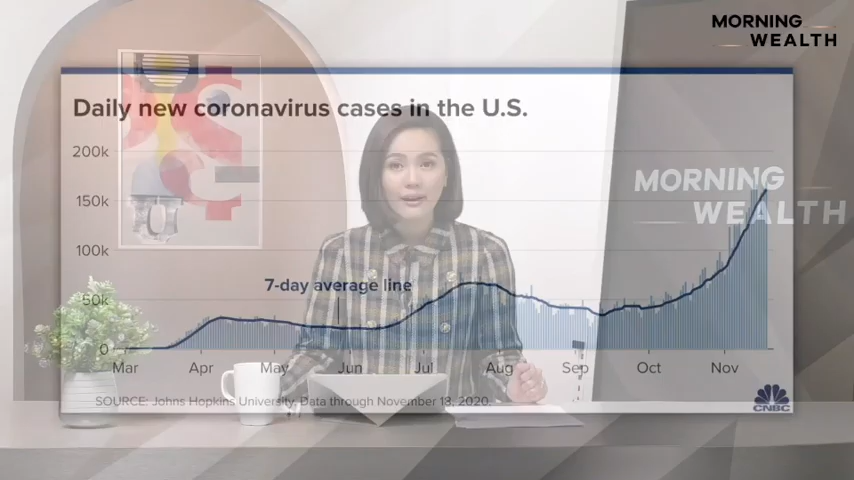 MORNING
WEALTH
Daily new coronavirus cases in the U.S.
200k
MORNING
150k
WEALTH
100k
7-day average line
50k
0
Mar Apr May Jun Jul Aug Sep Oct Nov
SOURCE: Johns Hopkins University. Data through November 18, 2020.
CNBC